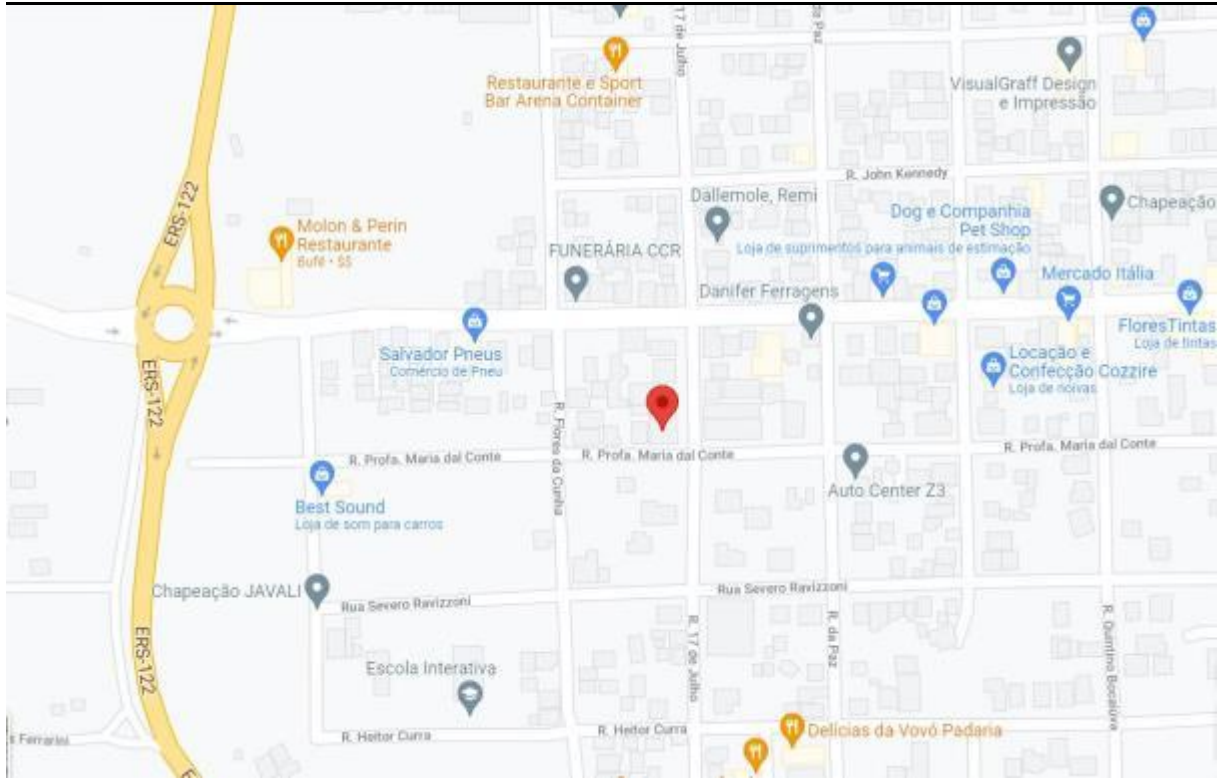 17 de Julho
da Paz
Restaurante e Sport
Bar Arena Container
VisualGraff Design
e Impressão
R. John Kennedy
ERS-122
Dallemole, Remi
Chapeação
Molon & Perin
Restaurante
Bufê • $$
Dog e Companhia
Pet Shop
Loja de suprimentos para animais de estimação
FUNERÁRIA CCR
Mercado Itália
Danifer Ferragens
FloresTintas
Loja de tintas
Salvador Pneus
Comércio de Pneu
Locação e
Confecção Cozzire
Loja de noivas
ERS-122
R. Flores da Cunha
R. Profa. Maria dal Conte
R. Profa. Maria dal Conte
R. Profa. Maria dal Conte
Auto Center Z3
Best Sound
Loja de som para carros
Chapeação JAVALI
Rua Severo Ravizzoni
Rua Severo Ravizzoni
ERS-122
R. 17 de Julho
R. da Paz
R. Quintino Bocaiúva
Escola Interativa
Ferrarini
R. Heitor Curra
R. Heitor Curra
Delícias da Vovó Padaria